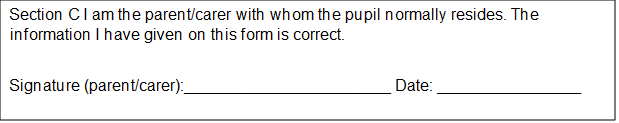 Section C I am the parent/carer with whom the pupil normally resides. The
information I have given on this form is correct.
Signature (parent/carer):_______________________ Date: ________________